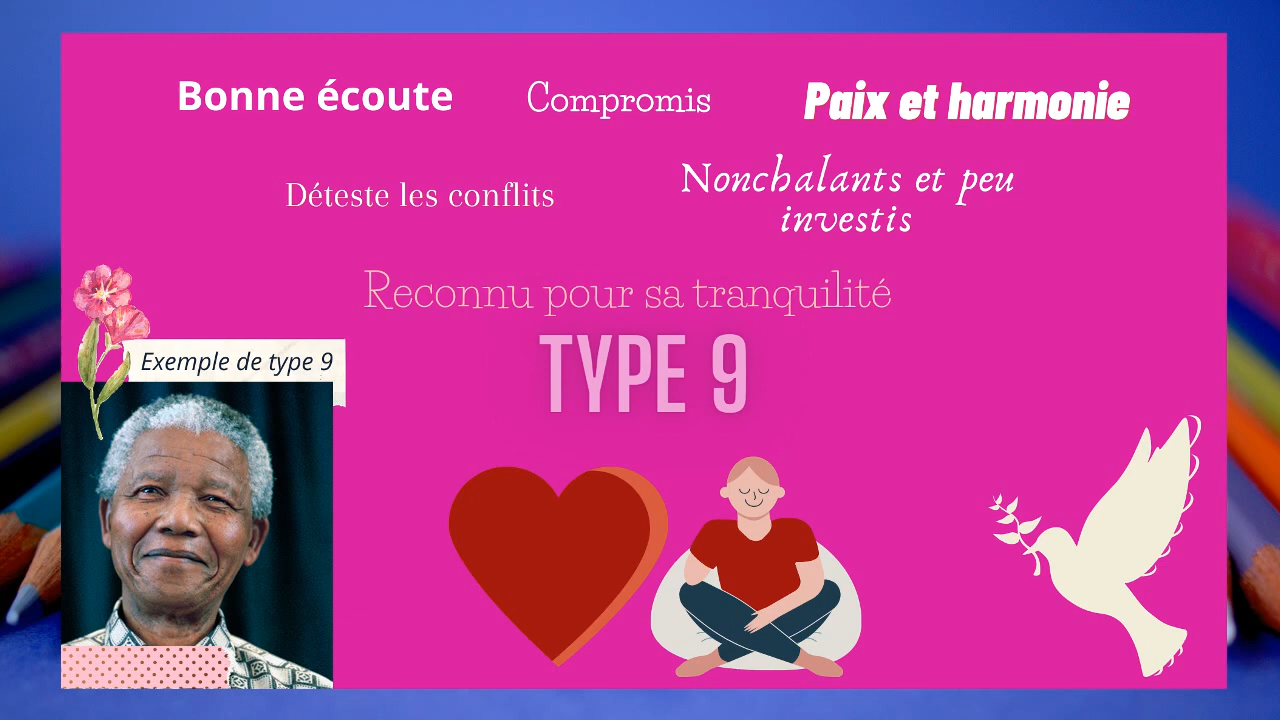 Bonne écoute
Compromis
Paix et harmonie
Déteste les conflits
Nonchalants et peu
investis
Reconnu pour sa tranquilité
TYPE 9
Exemple de type 9